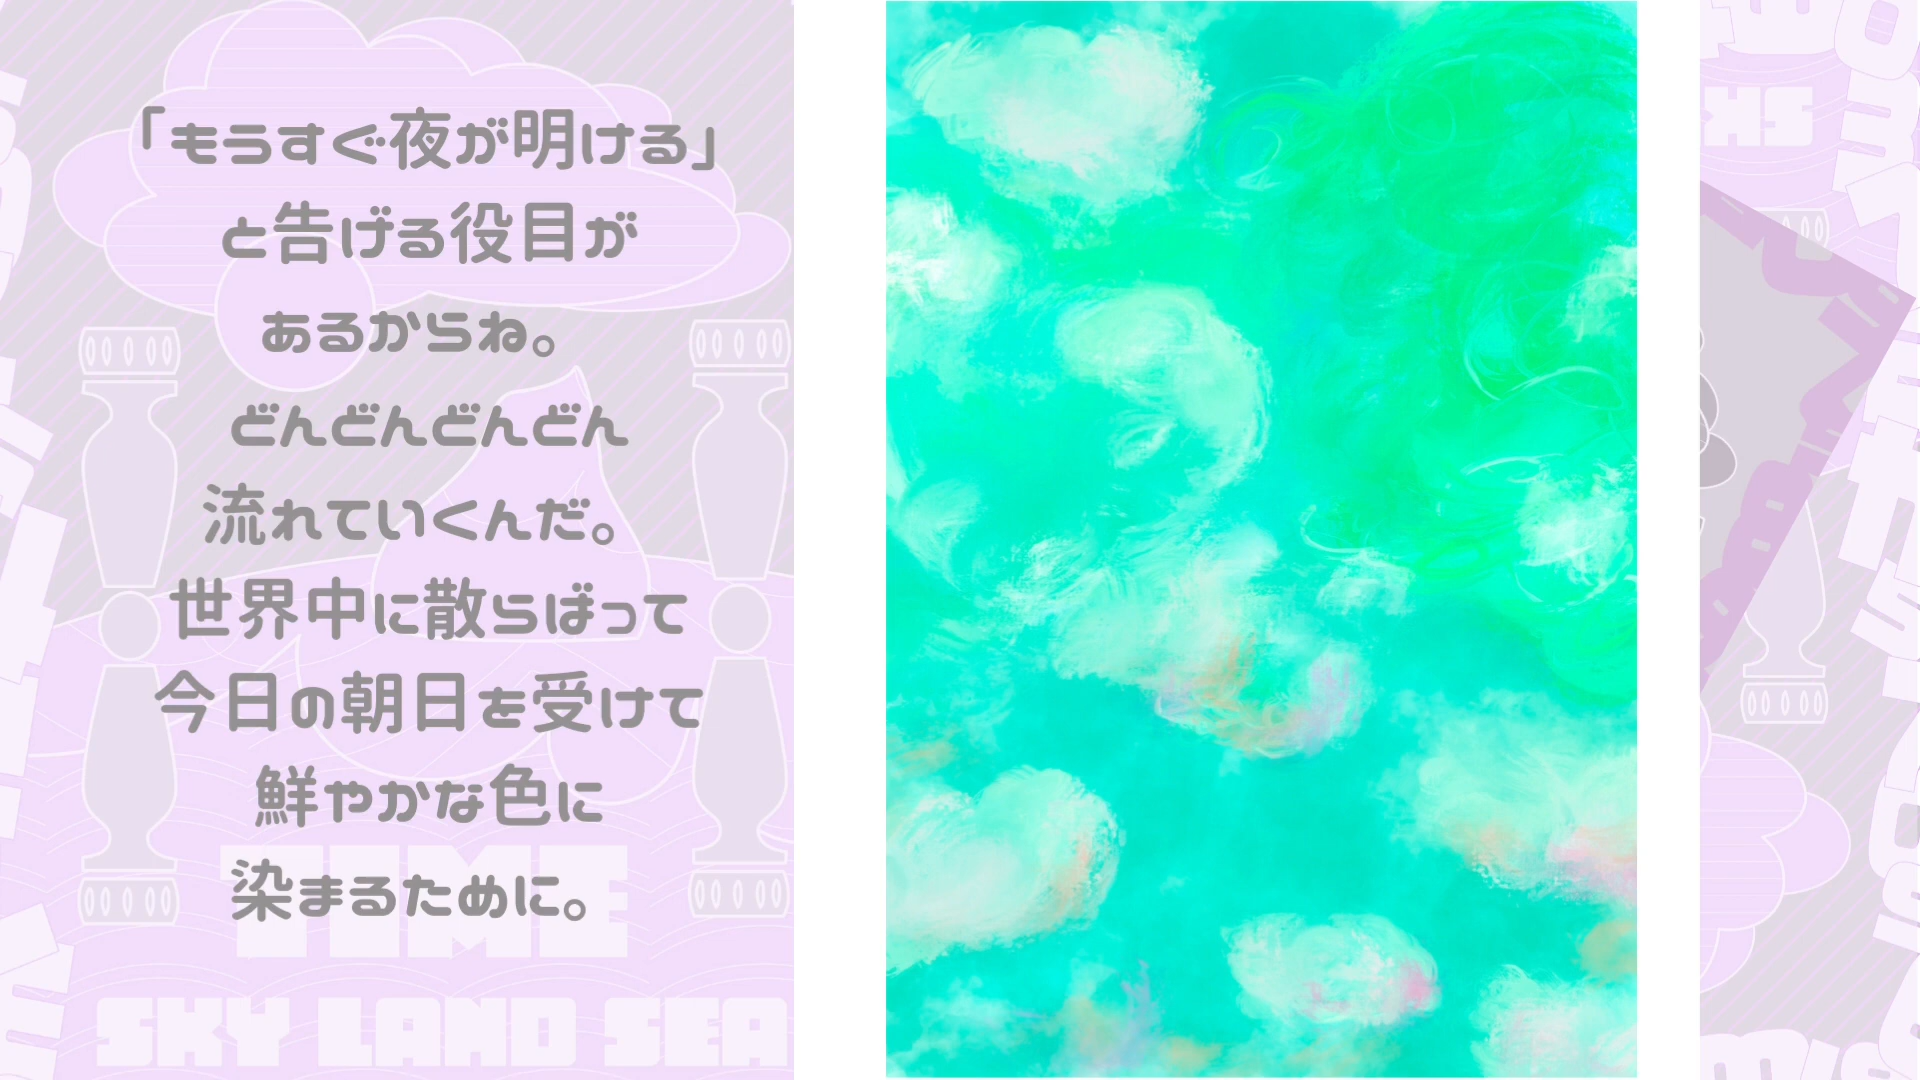 「もうすぐ夜が明ける」
と告げる役目が
あるからね。
どんどんどんどん
流れていくんだ。
世界中に散らばって
今日の朝日を受けて
鮮やかな色に
染まるために。
TIME
SKY LAND SEA